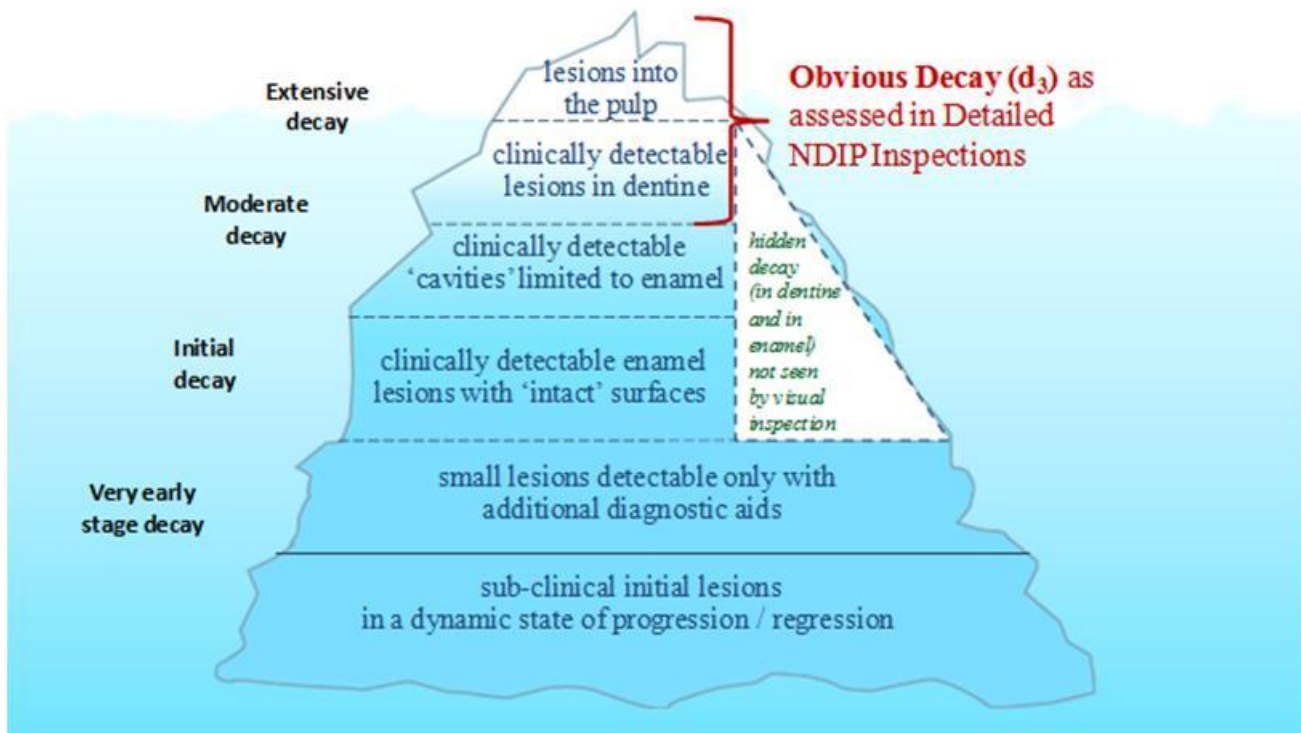 Extensive
decay
Moderate
decay
Initial
decay
Very early
stage decay
lesions into
the pulp
clinically detectable
lesions in dentine
clinically detectable
‘cavities’ limited to enamel
clinically detectable enamel
lesions with ‘intact’ surfaces
small lesions detectable only with
additional diagnostic aids
sub-clinical initial lesions
in a dynamic state of progression / regression
hidden
decay
(in dentine
and in
enamel)
not seen
by visual
inspection
Obvious Decay (d₃) as
assessed in Detailed
NDIP Inspections